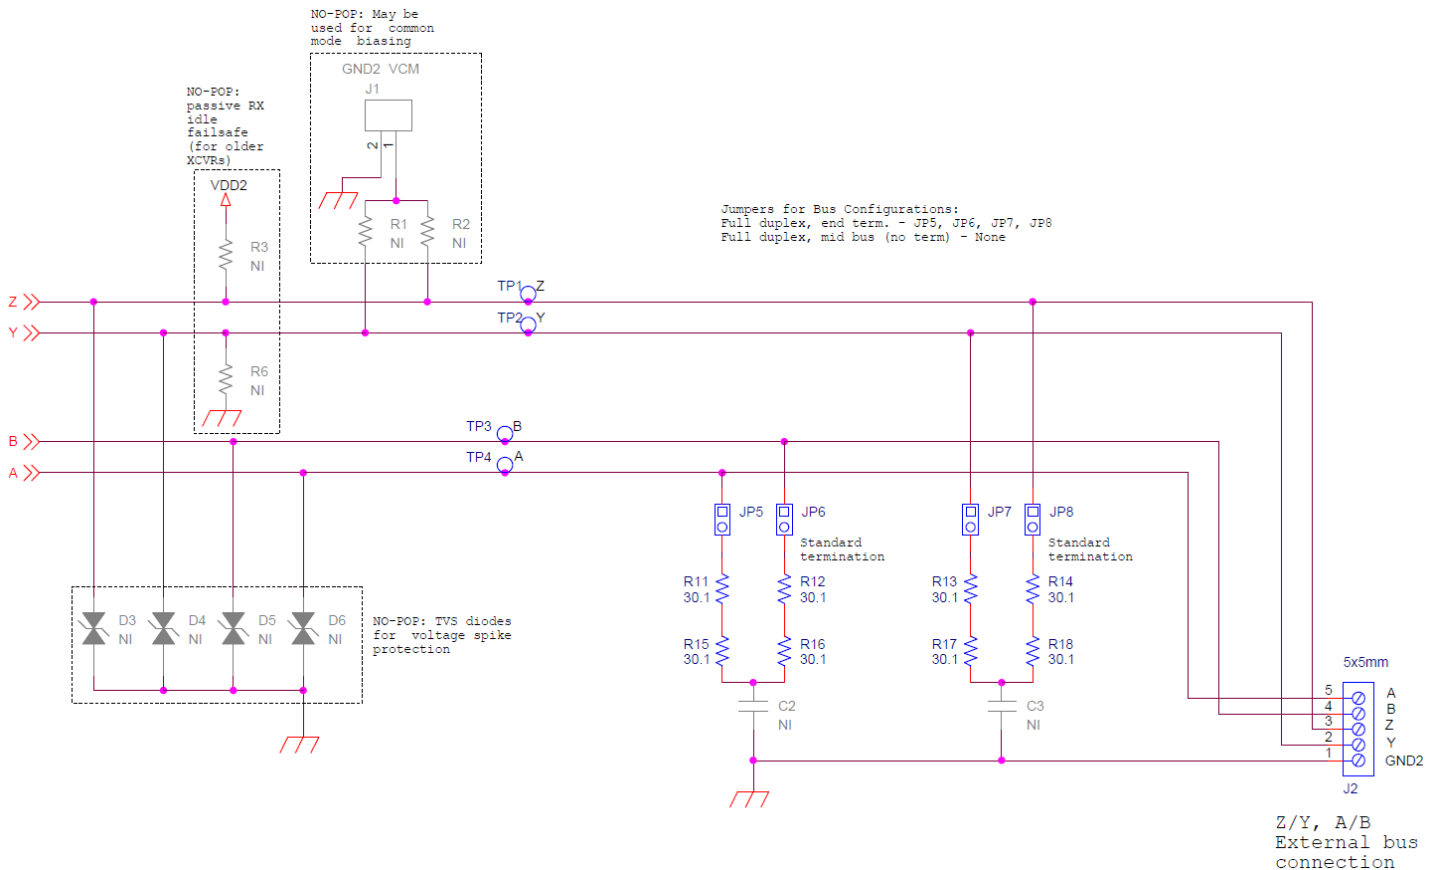 NO-POP: May be
used for common
mode biasing
GND2 VCM
J1
2
1
NO-POP:
passive RX
idle
failsafe
(for older
XCVRs)
VDD2
R3
NI
R1
NI
R2
NI
Jumpers for Bus Configurations:
Full duplex, end term. - JP5, JP6, JP7, JP8
Full duplex, mid bus (no term) - None
Z
TP1
Z
Y
TP2
Y
R6
NI
B
TP3
B
A
TP4
A
JP5
JP6
Standard
termination
JP7
JP8
Standard
termination
R11
30.1
R12
30.1
R13
30.1
R14
30.1
D3
NI
D4
NI
D5
NI
D6
NI
NO-POP: TVS diodes
for voltage spike
protection
R15
30.1
R16
30.1
R17
30.1
R18
30.1
C2
NI
C3
NI
5x5mm
5
A
4
B
3
Z
2
Y
1
GND2
J2
Z/Y, A/B
External bus
connection